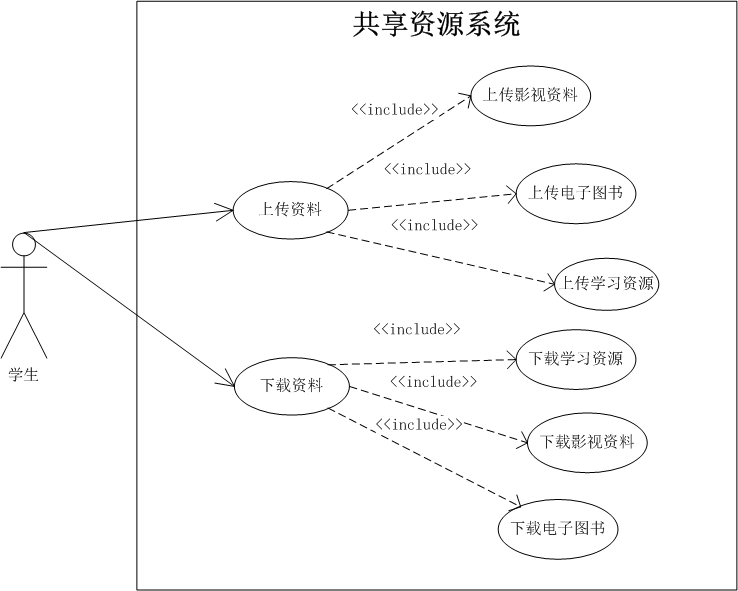 共享资源系统
上传影视资料
<<include>>
<<include>>
上传电子图书
上传资料
<<include>>
上传学习资源
学生
<<include>>
下载学习资源
下载资料
<<include>>
<<include>>
下载影视资料
下载电子图书